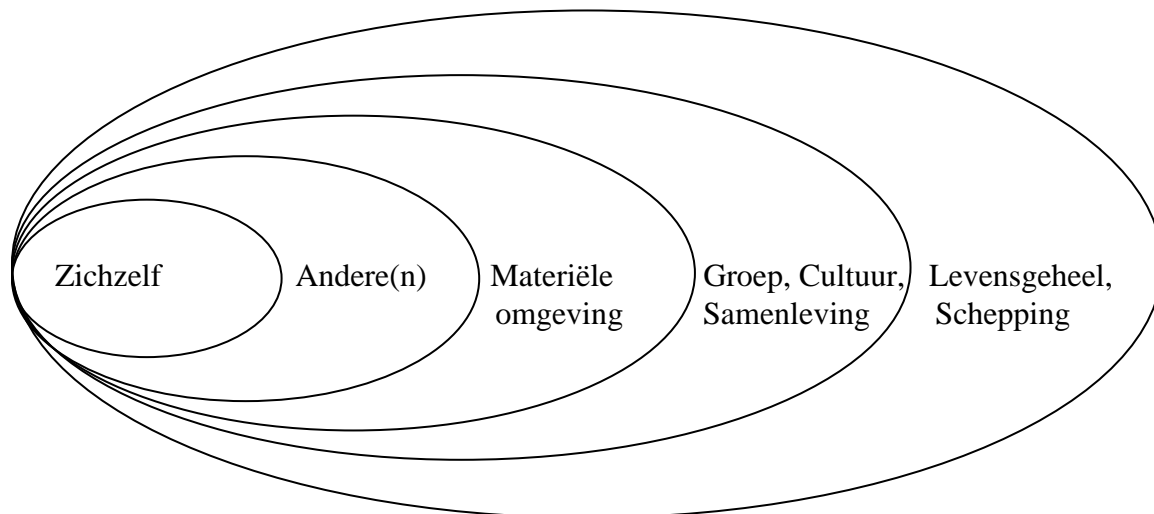 Zichzelf
Andere(n)
Materiële
omgeving
Groep, Cultuur,
Samenleving
Levensgeheel,
Schepping